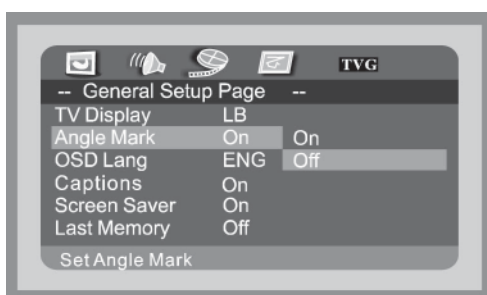 TVG
-- General Setup Page --
TV Display LB
Angle Mark On On
OSD Lang ENG Off
Captions On
Screen Saver On
Last Memory Off
Set Angle Mark